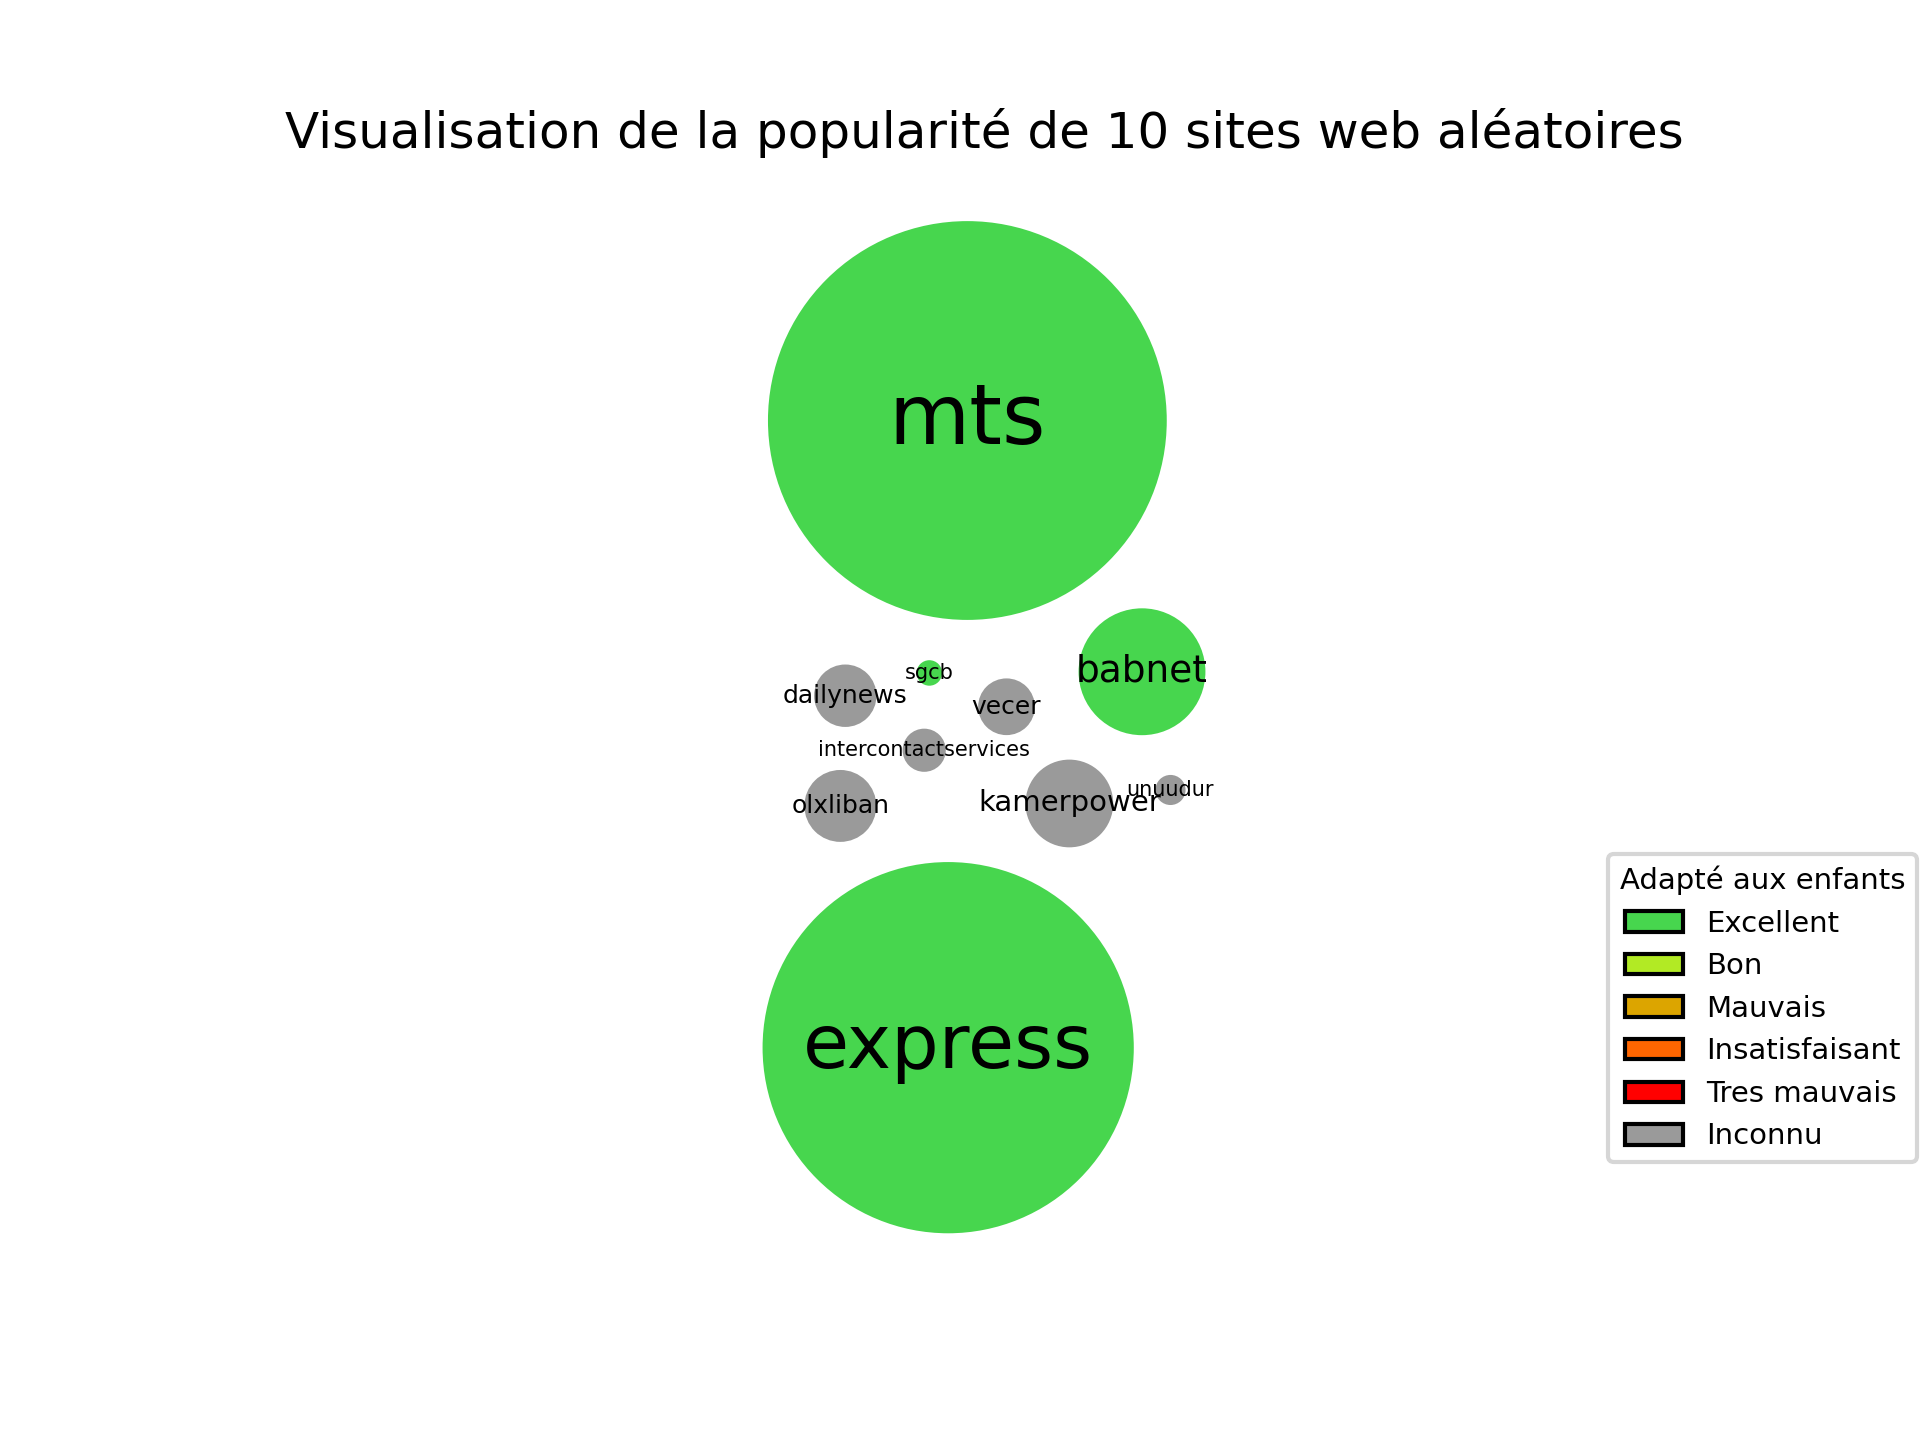 Visualisation de la popularité de 10 sites web aléatoires
mts
babnet
sgcb
dailynews
vecer
intercontactservices
unuudur
kamerpower
olxliban
express
Adapté aux enfants
Excellent
Bon
Mauvais
Insatisfaisant
Tres mauvais
Inconnu